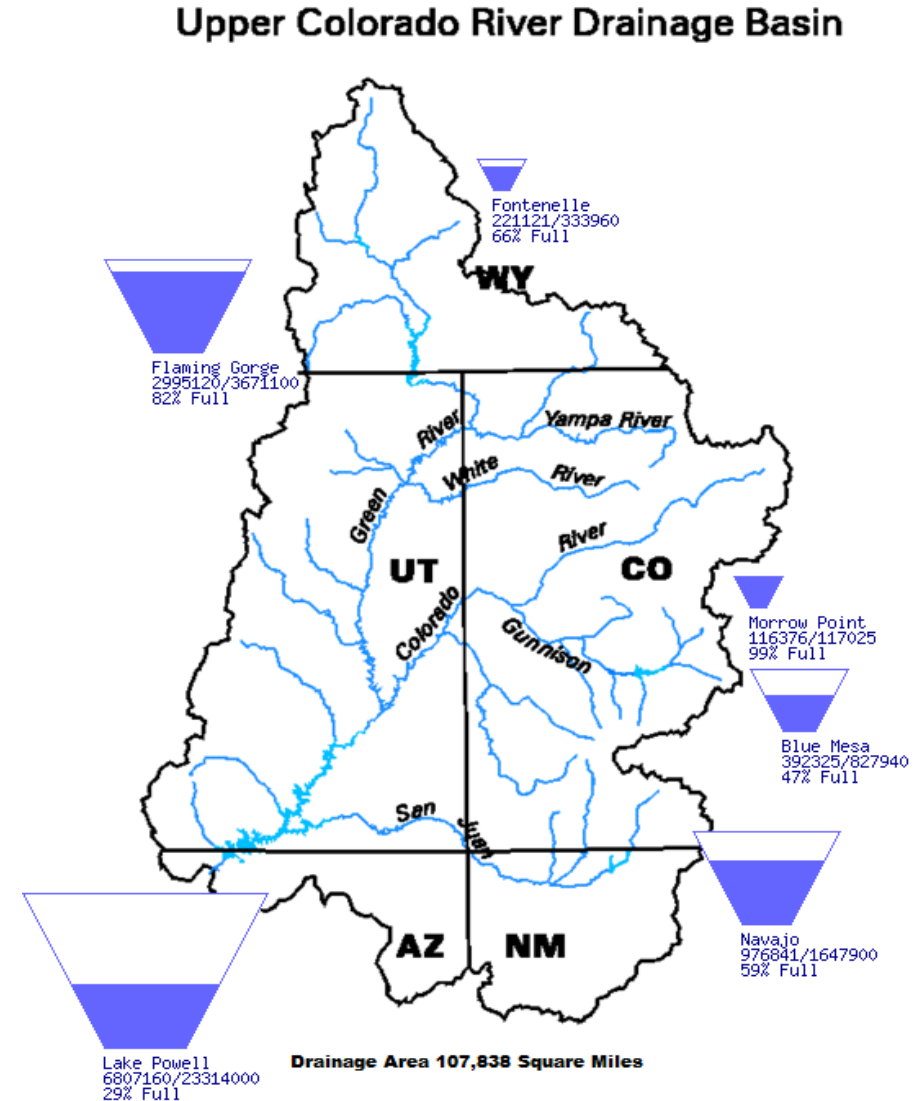 Upper Colorado River Drainage Basin
Fontenelle
221121/333960
66% Full
WY
Flaming Gorge
2995120/3671100
82% Full
Yampa River
Green River
White River
Colorado River
UT
CO
Gunnison
Morrow Point
116376/117025
99% Full
Blue Mesa
392325/827940
47% Full
San Juan
Navajo
976841/1647900
59% Full
AZ
NM
Lake Powell
6807160/23314000
29% Full
Drainage Area 107,838 Square Miles